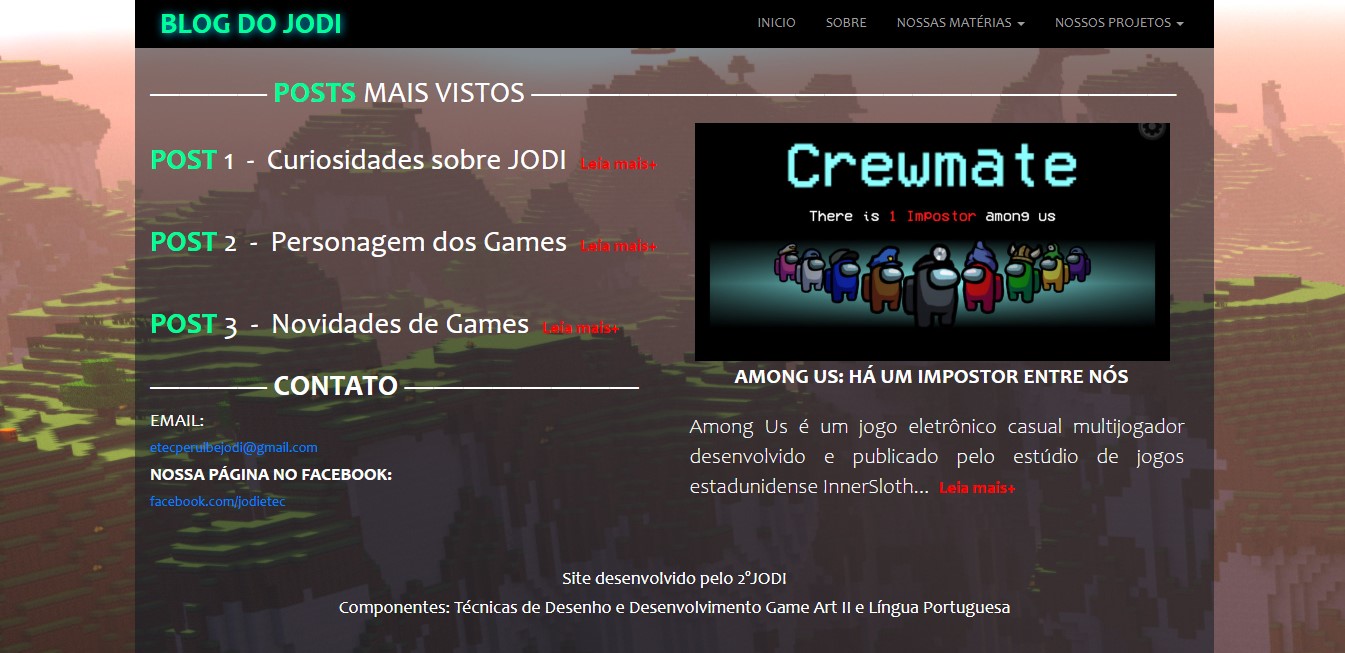 BLOG DO JODI
INICIO SOBRE NOSSAS MATÉRIAS NOSSOS PROJETOS
POSTS MAIS VISTOS
POST 1 - Curiosidades sobre JODI Leia mais+
POST 2 - Personagem dos Games Leia mais+
POST 3 - Novidades de Games Leia mais+
CONTATO
EMAIL:
etecperuibejodi@gmail.com
NOSSA PÁGINA NO FACEBOOK:
facebook.com/jodietec
Crewmate
There is 1 Impostor among us
AMONG US: HÁ UM IMPOSTOR ENTRE NÓS
Among Us é um jogo eletrônico casual multijogador
desenvolvido e publicado pelo estúdio de jogos
estadunidense InnerSloth... Leia mais+
Site desenvolvido pelo 2°JODI
Componentes: Técnicas de Desenho e Desenvolvimento Game Art II e Língua Portuguesa